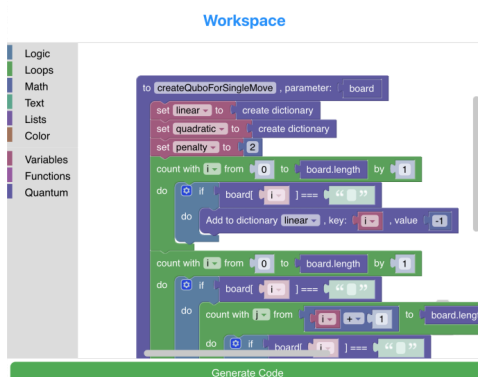 Workspace
Logic
Loops
Math
Text
Lists
Color
Variables
Functions
Quantum
to createQuboForSingleMove , parameter: board
set linear to create dictionary
set quadratic to create dictionary
set penalty to 2
count with i from 0 to board.length by 1
do if board[ i ] === “ ”
do Add to dictionary linear , key: i , value -1
count with i from 0 to board.length by 1
do if board[ i ] === “ ”
do count with j from i + 1 to board.leng
do if board[ i ] === “ ”
Generate Code